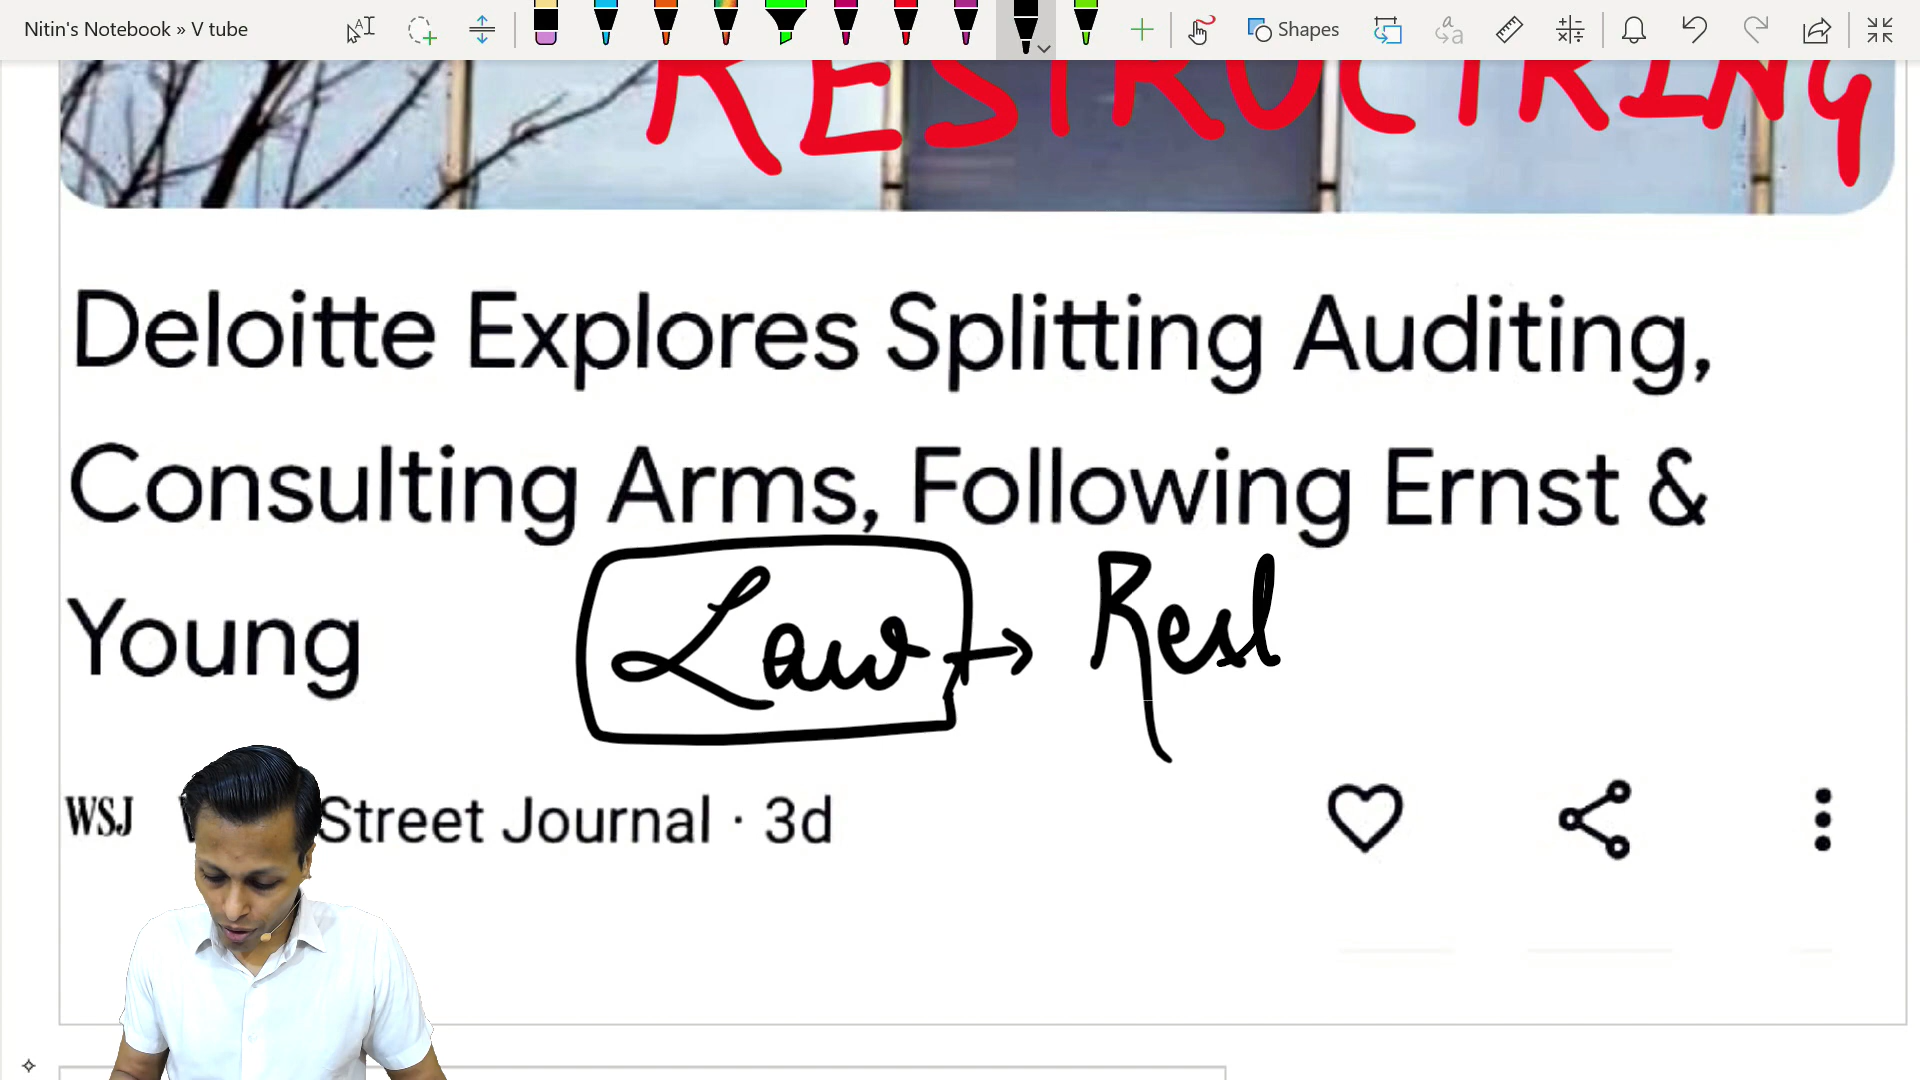 Nitin's Notebook » V tube
Shapes
RESTRUCTRING
Deloitte Explores Splitting Auditing,
Consulting Arms, Following Ernst &
Young
Law →
WSJ Street Journal · 3d